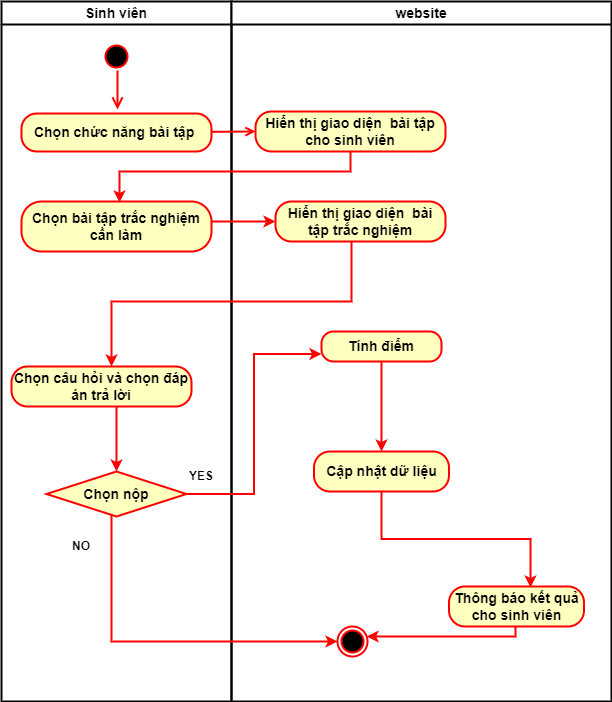 Sinh viên
website
Chọn chức năng bài tập
Hiển thị giao diện bài tập
cho sinh viên
Chọn bài tập trắc nghiệm
cần làm
Hiển thị giao diện bài
tập trắc nghiệm
Tính điểm
Chọn câu hỏi và chọn đáp
án trả lời
Cập nhật dữ liệu
YES
Chọn nộp
NO
Thông báo kết quả
cho sinh viên